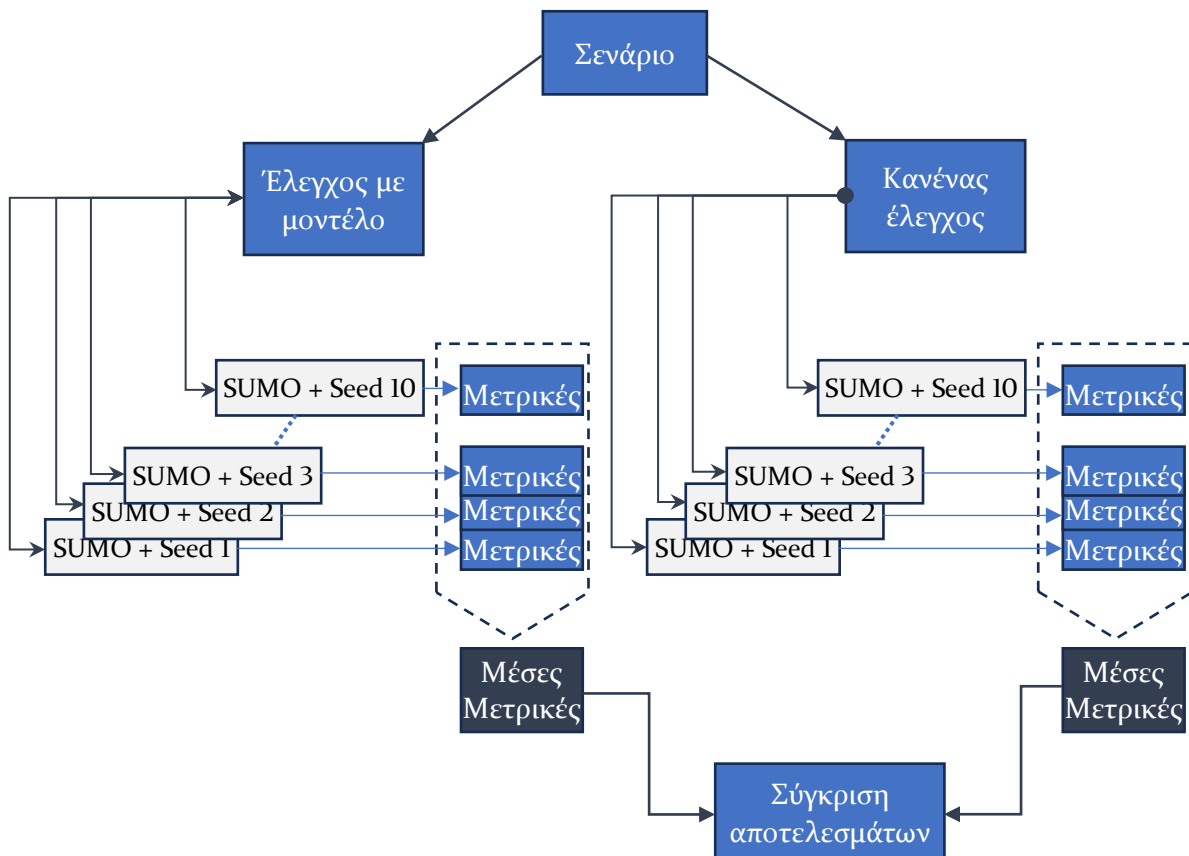 Σενάριο
Έλεγχος με
μοντέλο
Κανένας
έλεγχος
SUMO + Seed 10
Μετρικές
SUMO + Seed 10
Μετρικές
SUMO + Seed 3
Μετρικές
SUMO + Seed 3
Μετρικές
SUMO + Seed 2
Μετρικές
SUMO + Seed 2
Μετρικές
SUMO + Seed 1
Μετρικές
SUMO + Seed 1
Μετρικές
Μέσες
Μετρικές
Μέσες
Μετρικές
Σύγκριση
αποτελεσμάτων